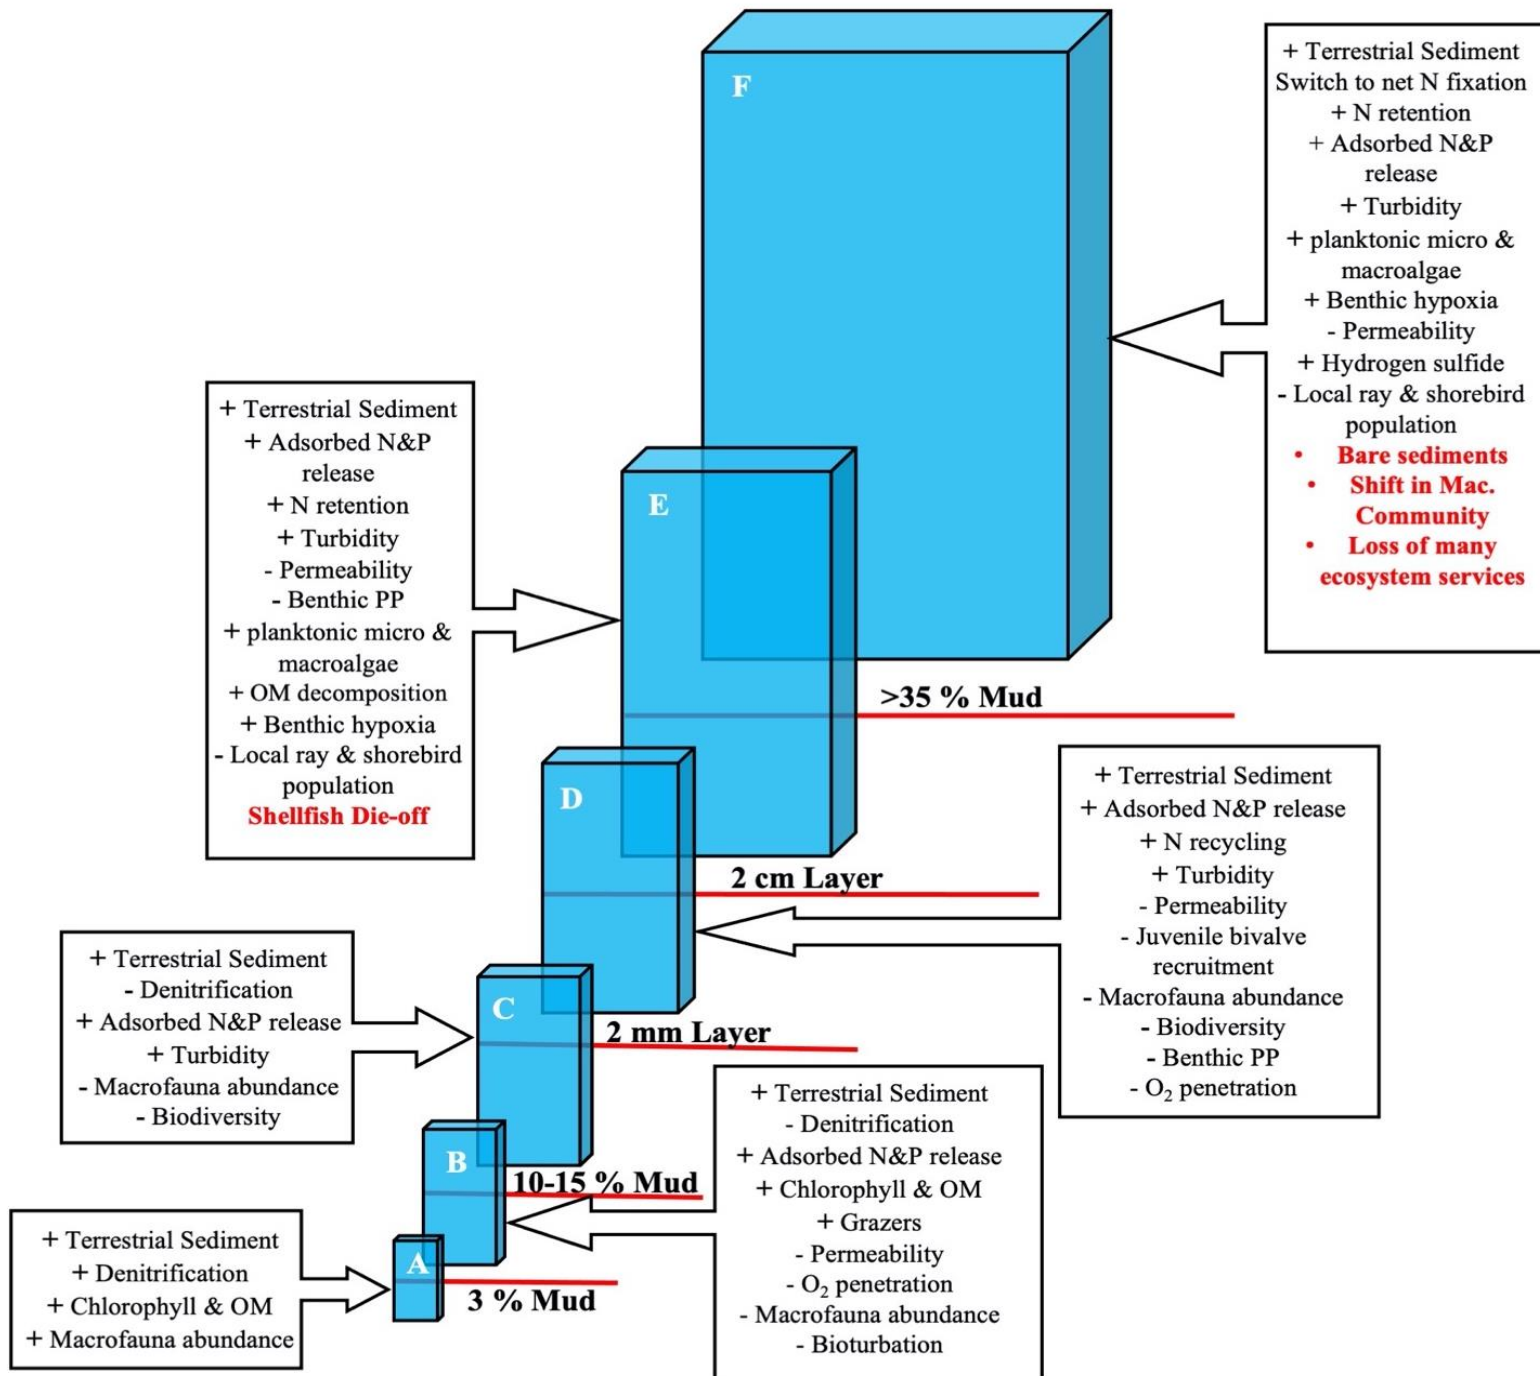 F
+ Terrestrial Sediment
Switch to net N fixation
+ N retention
+ Adsorbed N&P
release
+ Turbidity
+ planktonic micro &
macroalgae
+ Benthic hypoxia
- Permeability
+ Hydrogen sulfide
- Local ray & shorebird
population
• Bare sediments
• Shift in Mac.
Community
• Loss of many
ecosystem services
+ Terrestrial Sediment
+ Adsorbed N&P
release
+ N retention
+ Turbidity
- Permeability
- Benthic PP
+ planktonic micro &
macroalgae
+ OM decomposition
+ Benthic hypoxia
- Local ray & shorebird
population
Shellfish Die-off
E
>35 % Mud
D
2 cm Layer
+ Terrestrial Sediment
+ Adsorbed N&P release
+ N recycling
+ Turbidity
- Permeability
- Juvenile bivalve
recruitment
- Macrofauna abundance
- Biodiversity
- Benthic PP
- O₂ penetration
+ Terrestrial Sediment
- Denitrification
+ Adsorbed N&P release
+ Turbidity
- Macrofauna abundance
- Biodiversity
C
2 mm Layer
B
10-15 % Mud
+ Terrestrial Sediment
- Denitrification
+ Adsorbed N&P release
+ Chlorophyll & OM
+ Grazers
- Permeability
- O₂ penetration
- Macrofauna abundance
- Bioturbation
+ Terrestrial Sediment
+ Denitrification
+ Chlorophyll & OM
+ Macrofauna abundance
A
3 % Mud